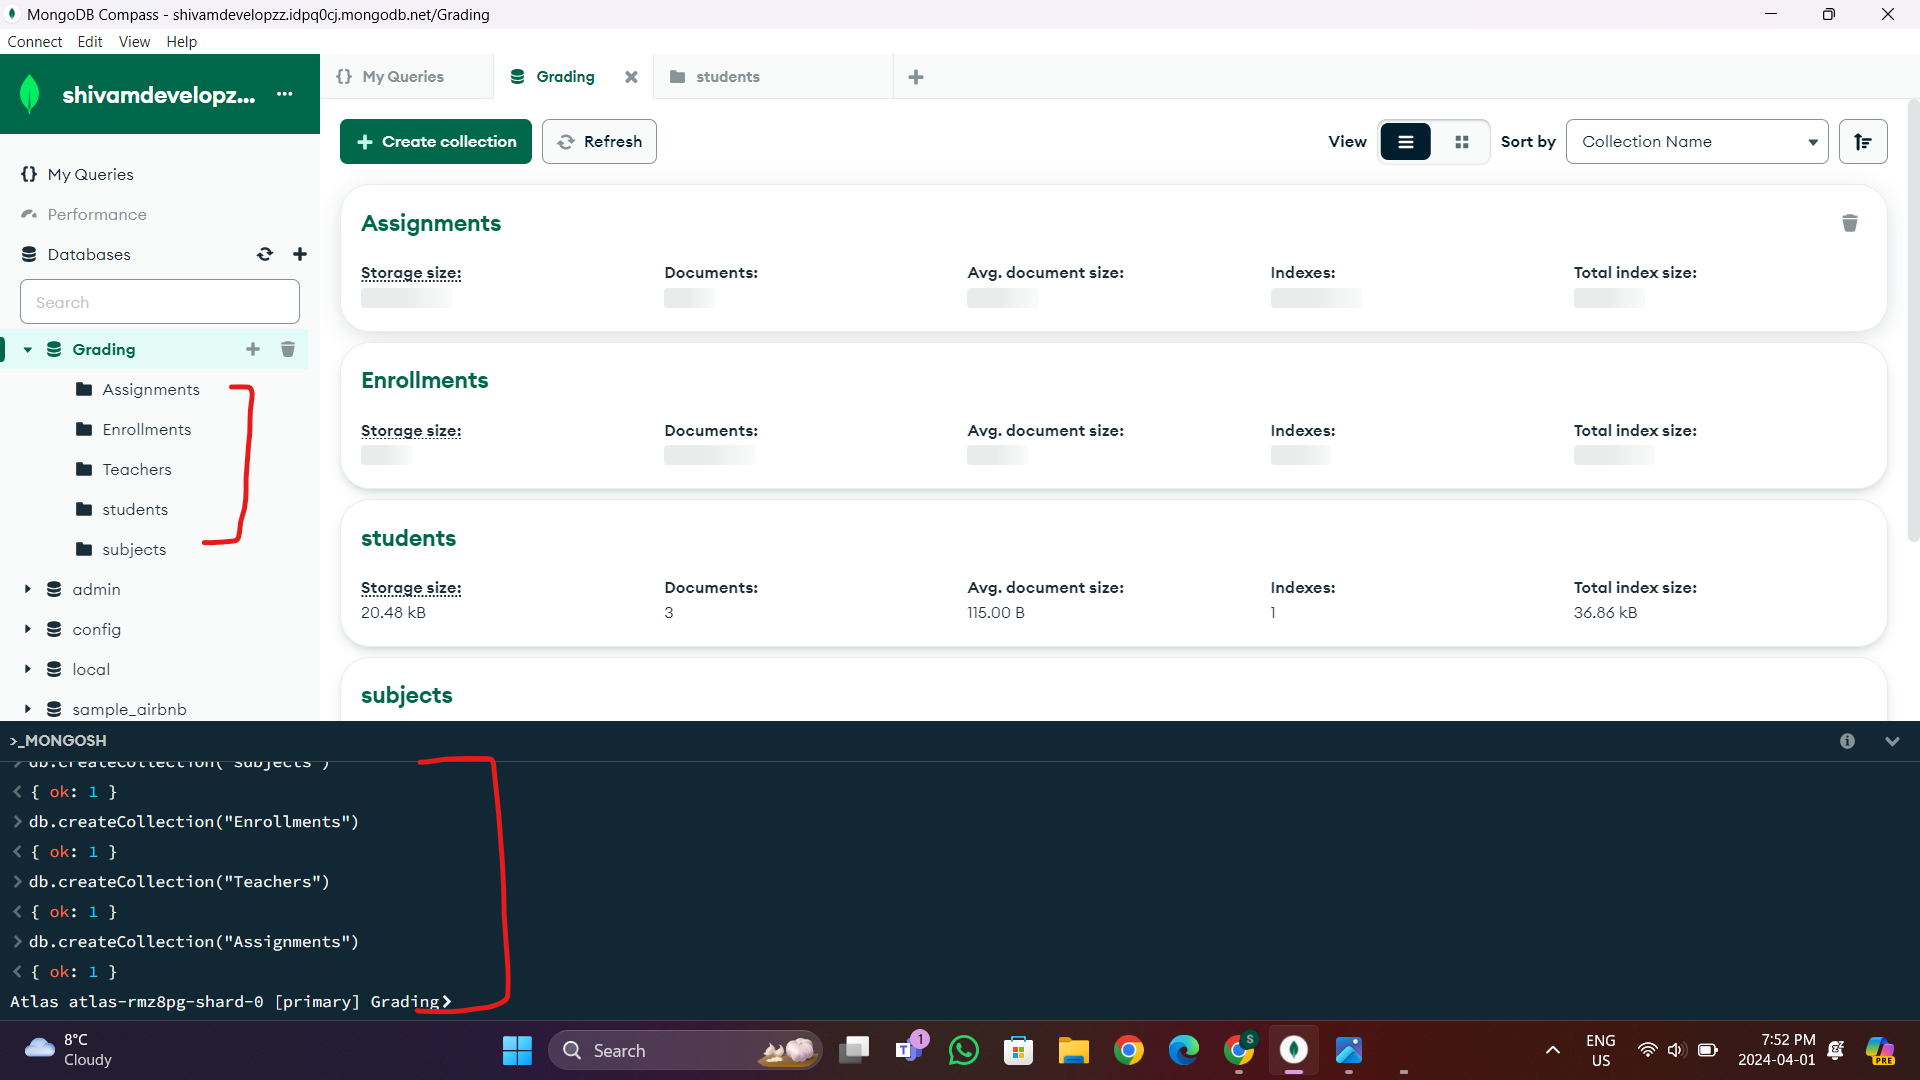 MongoDB Compass - shivamdevelopzz.idpq0cj.mongodb.net/Grading
Connect Edit View Help
shivamdevelopz... ...
{} My Queries
Grading
students
My Queries
Performance
Databases
Search
Grading
Assignments
Enrollments
Teachers
students
subjects
admin
config
local
sample_airbnb
Create collection
Refresh
View
Sort by
Collection Name
Assignments
Storage size: Documents: Avg. document size: Indexes: Total index size:
Enrollments
Storage size: Documents: Avg. document size: Indexes: Total index size:
students
Storage size: Documents: Avg. document size: Indexes: Total index size:
20.48 kB 3 115.00 B 1 36.86 kB
subjects
>_MONGOSH
> db.createCollection("subjects")
< { ok: 1 }
> db.createCollection("Enrollments")
< { ok: 1 }
> db.createCollection("Teachers")
< { ok: 1 }
> db.createCollection("Assignments")
< { ok: 1 }
Atlas atlas-rmz8pg-shard-0 [primary] Grading>
8°C
Cloudy
Search
1
S
ENG
US
7:52 PM
2024-04-01
PRE